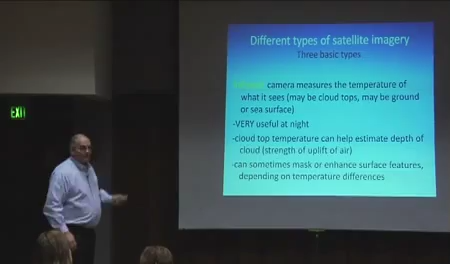 Different types of satellite imagery
Three basic types
camera measures the temperature of
what it sees (may be cloud tops, may be ground
or sea surface)
-VERY useful at night
-cloud top temperature can help estimate depth of
cloud (strength of uplift of air)
-can sometimes mask or enhance surface features,
depending on temperature differences
EXIT